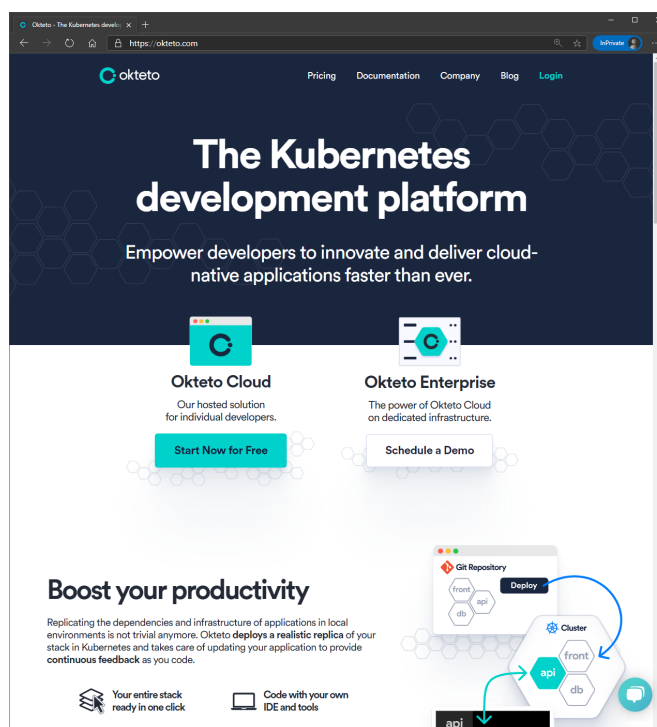 Okteto - The Kubernetes develop
https://okteto.com
InPrivate
okteto
Pricing
Documentation
Company
Blog
Login
The Kubernetes
development platform
Empower developers to innovate and deliver cloud-
native applications faster than ever.
Okteto Cloud
Our hosted solution
for individual developers.
Start Now for Free
Okteto Enterprise
The power of Okteto Cloud
on dedicated infrastructure.
Schedule a Demo
Boost your productivity
Replicating the dependencies and infrastructure of applications in local
environments is not trivial anymore. Okteto deploys a realistic replica of your
stack in Kubernetes and takes care of updating your application to provide
continuous feedback as you code.
Your entire stack
ready in one click
Code with your own
IDE and tools
Git Repository
Deploy
front
api
db
Cluster
front
api
db
api